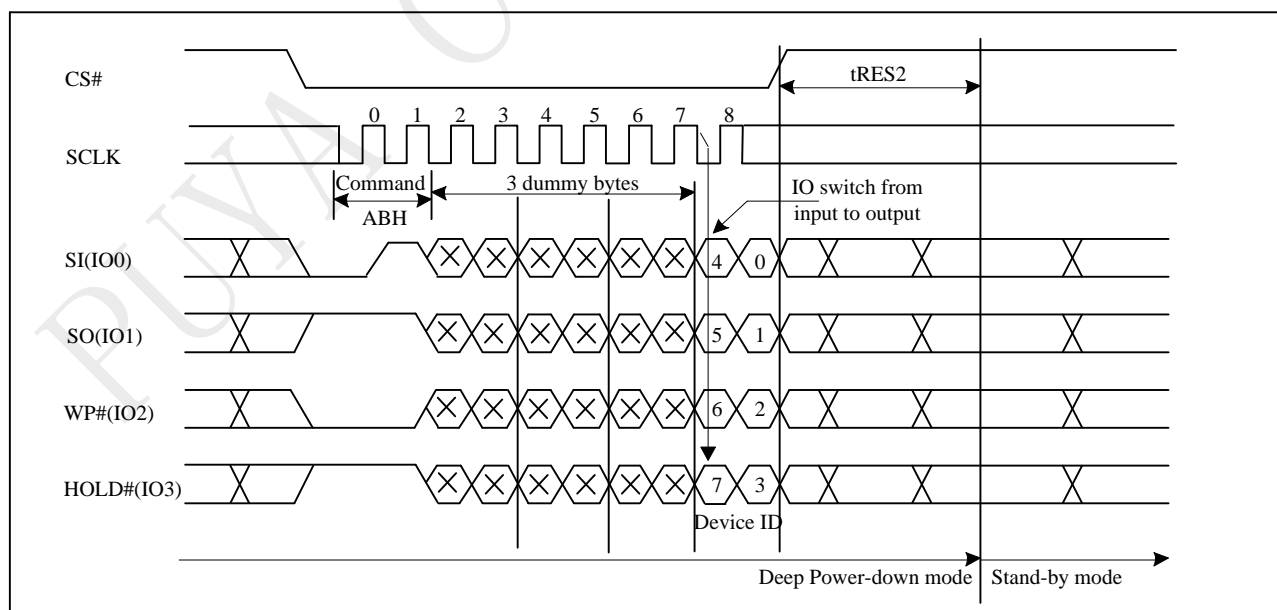 PUYA
CS#
tRES2
0 1 2 3 4 5 6 7 8
SCLK
Command
ABH
3 dummy bytes
IO switch from
input to output
SI(IO0)
4 0
SO(IO1)
5 1
WP#(IO2)
6 2
HOLD#(IO3)
7 3
Device ID
Deep Power-down mode
Stand-by mode